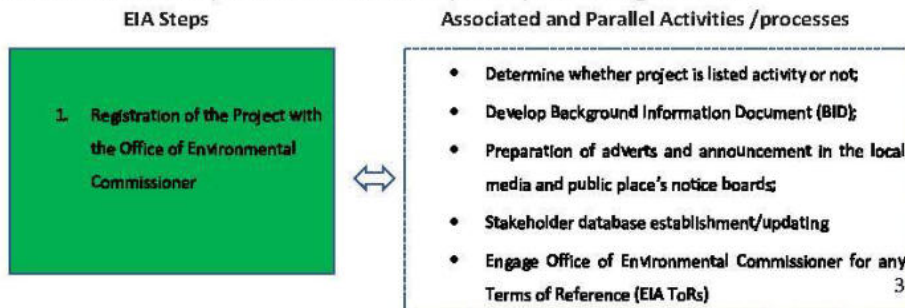 EIA Steps
Associated and Parallel Activities /processes
1. Registration of the Project with
the Office of Environmental
Commissioner
• Determine whether project is listed activity or not;
• Develop Background Information Document (BID);
• Preparation of adverts and announcement in the local
media and public place's notice boards;
• Stakeholder database establishment/updating
• Engage Office of Environmental Commissioner for any
Terms of Reference (EIA ToRs)
3